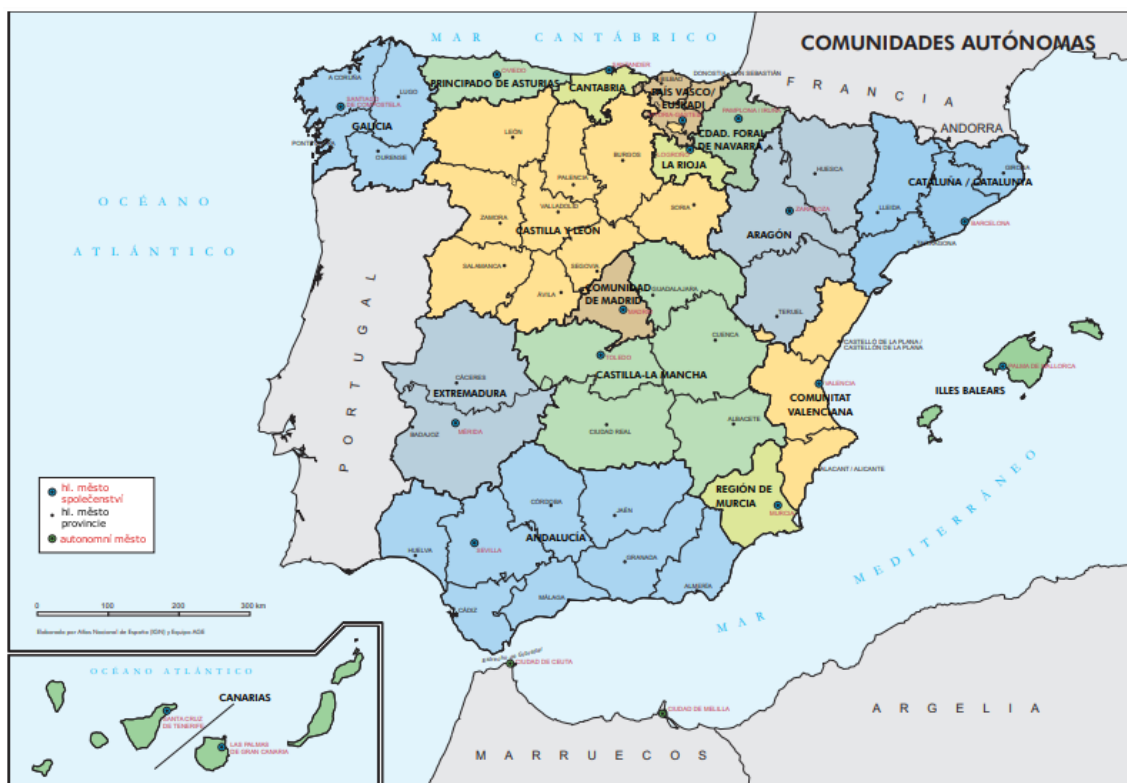 COMUNIDADES AUTÓNOMAS
MAR CANTÁBRICO
FRANCIA
ANDORRA
OCÉANO
ATLÁNTICO
PORTUGAL
MAR MEDITERRÁNEO
MARRUECOS
ARGELIA
Estrecho de Gibraltar
A CORUÑA
LUGO
SANTIAGO
DE COMPOSTELA
GALICIA
OURENSE
OVIEDO
PRINCIPADO DE ASTURIAS
SANTANDER
CANTABRIA
BILBAO
PAÍS VASCO/
EUSKADI
PAMPLONA / IRUÑA
CDAD. FORAL
DE NAVARRA
LOGROÑO
LA RIOJA
LEÓN
PALENCIA
BURGOS
ZAMORA
VALLADOLID
CASTILLA Y LEÓN
SORIA
SALAMANCA
ÁVILA
SEGOVIA
COMUNIDAD
DE MADRID
MADRID
HUESCA
ZARAGOZA
ARAGÓN
TERUEL
CATALUÑA / CATALUNYA
GIRONA
LLEIDA
BARCELONA
TARRAGONA
GUADALAJARA
CUENCA
TOLEDO
CASTILLA-LA MANCHA
CIUDAD REAL
ALBACETE
CÁCERES
EXTREMADURA
BADAJOZ
MÉRIDA
CASTELLÓ DE LA PLANA /
CASTELLÓN DE LA PLANA
VALENCIA
COMUNITAT
VALENCIANA
ALACANT / ALICANTE
PALMA DE MALLORCA
ILLES BALEARS
REGIÓN DE
MURCIA
MURCIA
CÓRDOBA
JAÉN
ANDALUCÍA
HUELVA
SEVILLA
GRANADA
ALMERÍA
MÁLAGA
CÁDIZ
CIUDAD DE CEUTA
CIUDAD DE MELILLA
hl. město
společenství
hl. město
provincie
autonomní město
0 100 200 300 km
Elaborado por Atlas Nacional de España (IGN) y Equipo ADE
OCÉANO ATLÁNTICO
CANARIAS
SANTA CRUZ
DE TENERIFE
LAS PALMAS
DE GRAN CANARIA